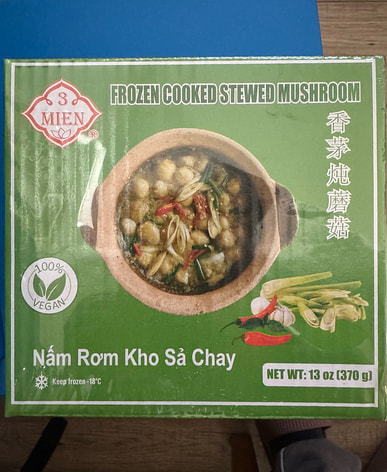 3
MIEN
FROZEN COOKED STEWED MUSHROOM
香茅炖蘑菇
100%
VEGAN
Nấm Rơm Kho Sả Chay
NET WT: 13 oz (370 g)
Keep frozen -18°C